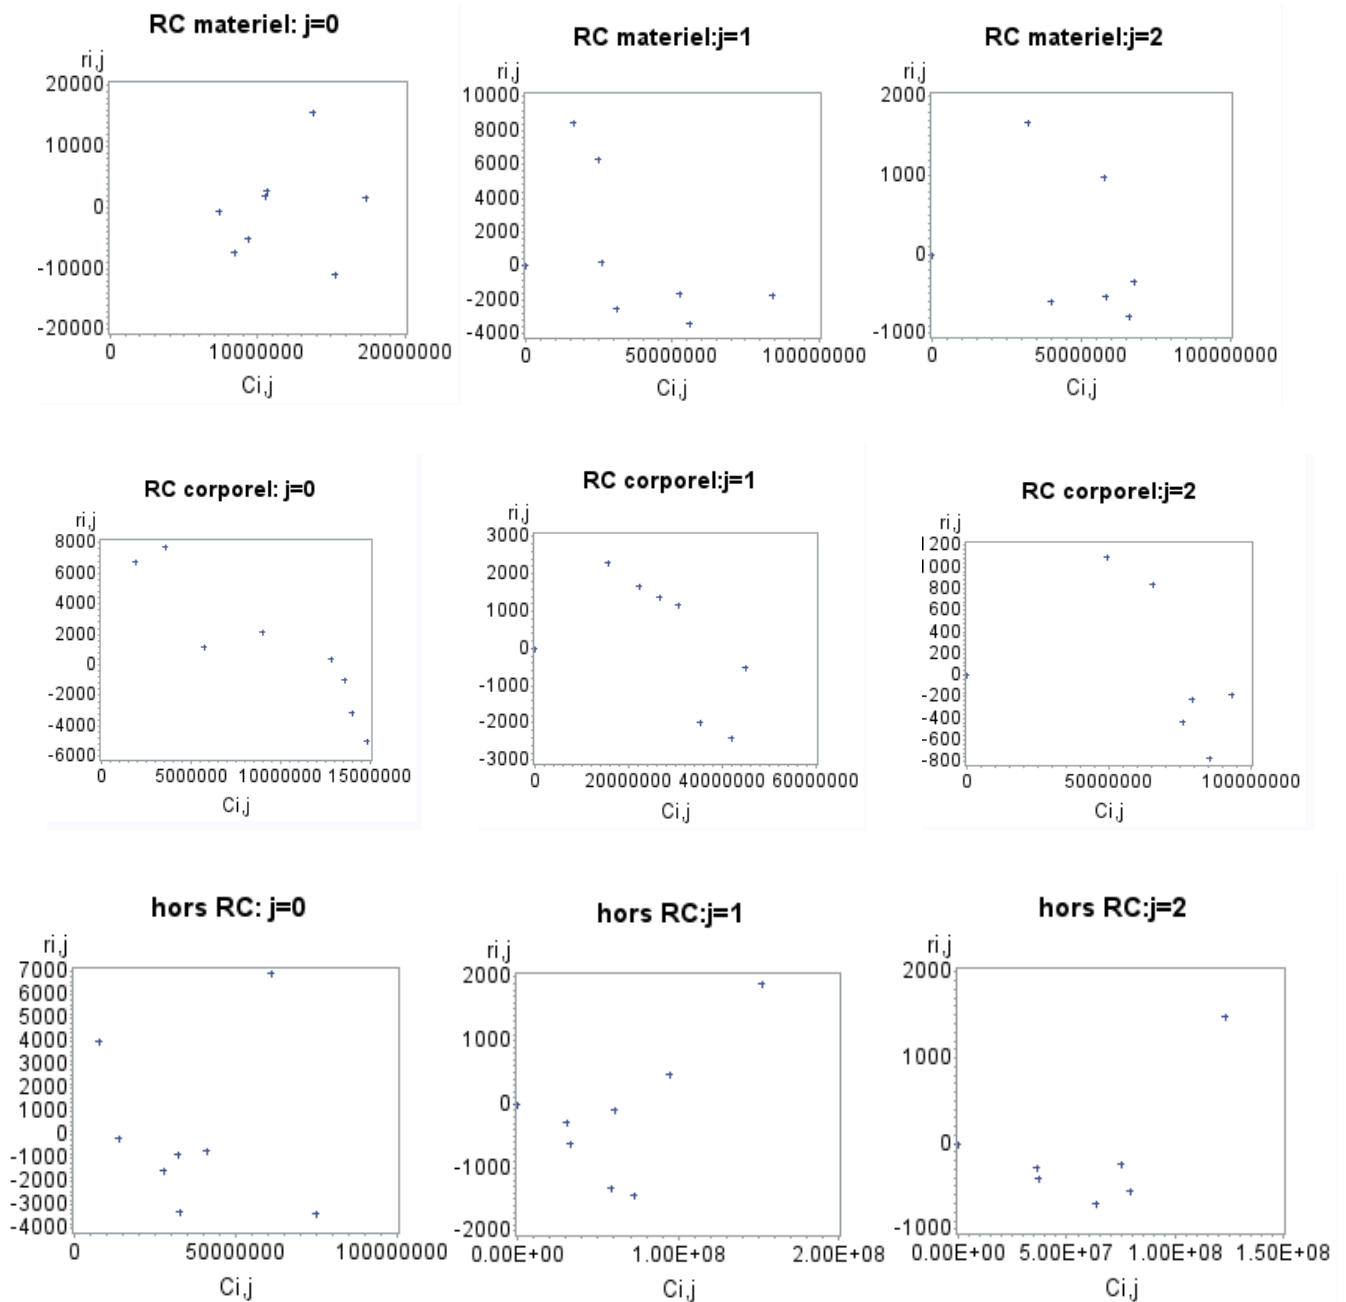 RC materiel: j=0
ri,j
20000
10000
0
-10000
-20000
0 10000000 20000000
Ci,j
RC materiel:j=1
ri,j
10000
8000
6000
4000
2000
0
-2000
-4000
0 50000000 100000000
Ci,j
RC materiel:j=2
ri,j
2000
1000
0
-1000
0 50000000 100000000
Ci,j
RC corporel: j=0
ri,j
8000
6000
4000
2000
0
-2000
-4000
-6000
0 5000000 10000000 15000000
Ci,j
RC corporel:j=1
ri,j
3000
2000
1000
0
-1000
-2000
-3000
0 20000000 40000000 60000000
Ci,j
RC corporel:j=2
ri,j
1200
1000
800
600
400
200
0
-200
-400
-600
-800
0 50000000 100000000
Ci,j
hors RC: j=0
ri,j
7000
6000
5000
4000
3000
2000
1000
0
-1000
-2000
-3000
-4000
0 50000000 100000000
Ci,j
hors RC:j=1
ri,j
2000
1000
0
-1000
-2000
0.00E+00 1.00E+08 2.00E+08
Ci,j
hors RC:j=2
ri,j
2000
1000
0
-1000
0.00E+00 5.00E+07 1.00E+08 1.50E+08
Ci,j